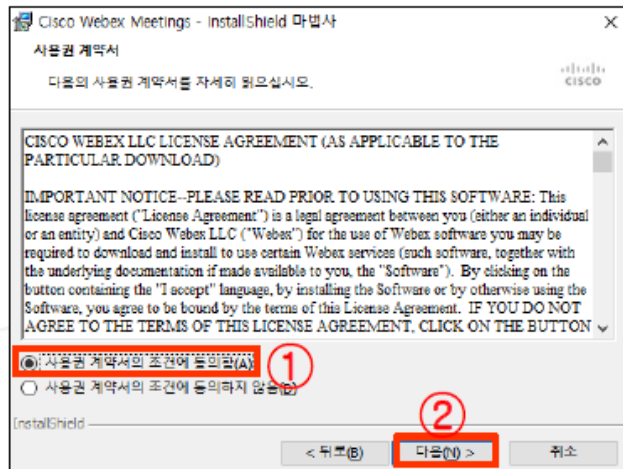 Cisco Webex Meetings - InstallShield 마법사
사용권 계약서
다음의 사용권 계약서를 자세히 읽으십시오.
CISCO
CISCO WEBEX LLC LICENSE AGREEMENT (AS APPLICABLE TO THE
PARTICULAR DOWNLOAD)
IMPORTANT NOTICE--PLEASE READ PRIOR TO USING THIS SOFTWARE: This
license agreement ("License Agreement") is a legal agreement between you (either an individual
or an entity) and Cisco Webex LLC ("Webex") for the use of Webex software you may be
required to download and install to use certain Webex services (such software, together with
the underlying documentation if made available to you, the "Software"). By clicking on the
button containing the "I accept" language, by installing the Software or by otherwise using the
Software, you agree to be bound by the terms of this License Agreement. IF YOU DO NOT
AGREE TO THE TERMS OF THIS LICENSE AGREEMENT, CLICK ON THE BUTTON
사용권 계약서의 조건에 동의함(A) ①
사용권 계약서의 조건에 동의하지 않음(D)
②
InstallShield
< 뒤로(B) 다음(N) > 취소